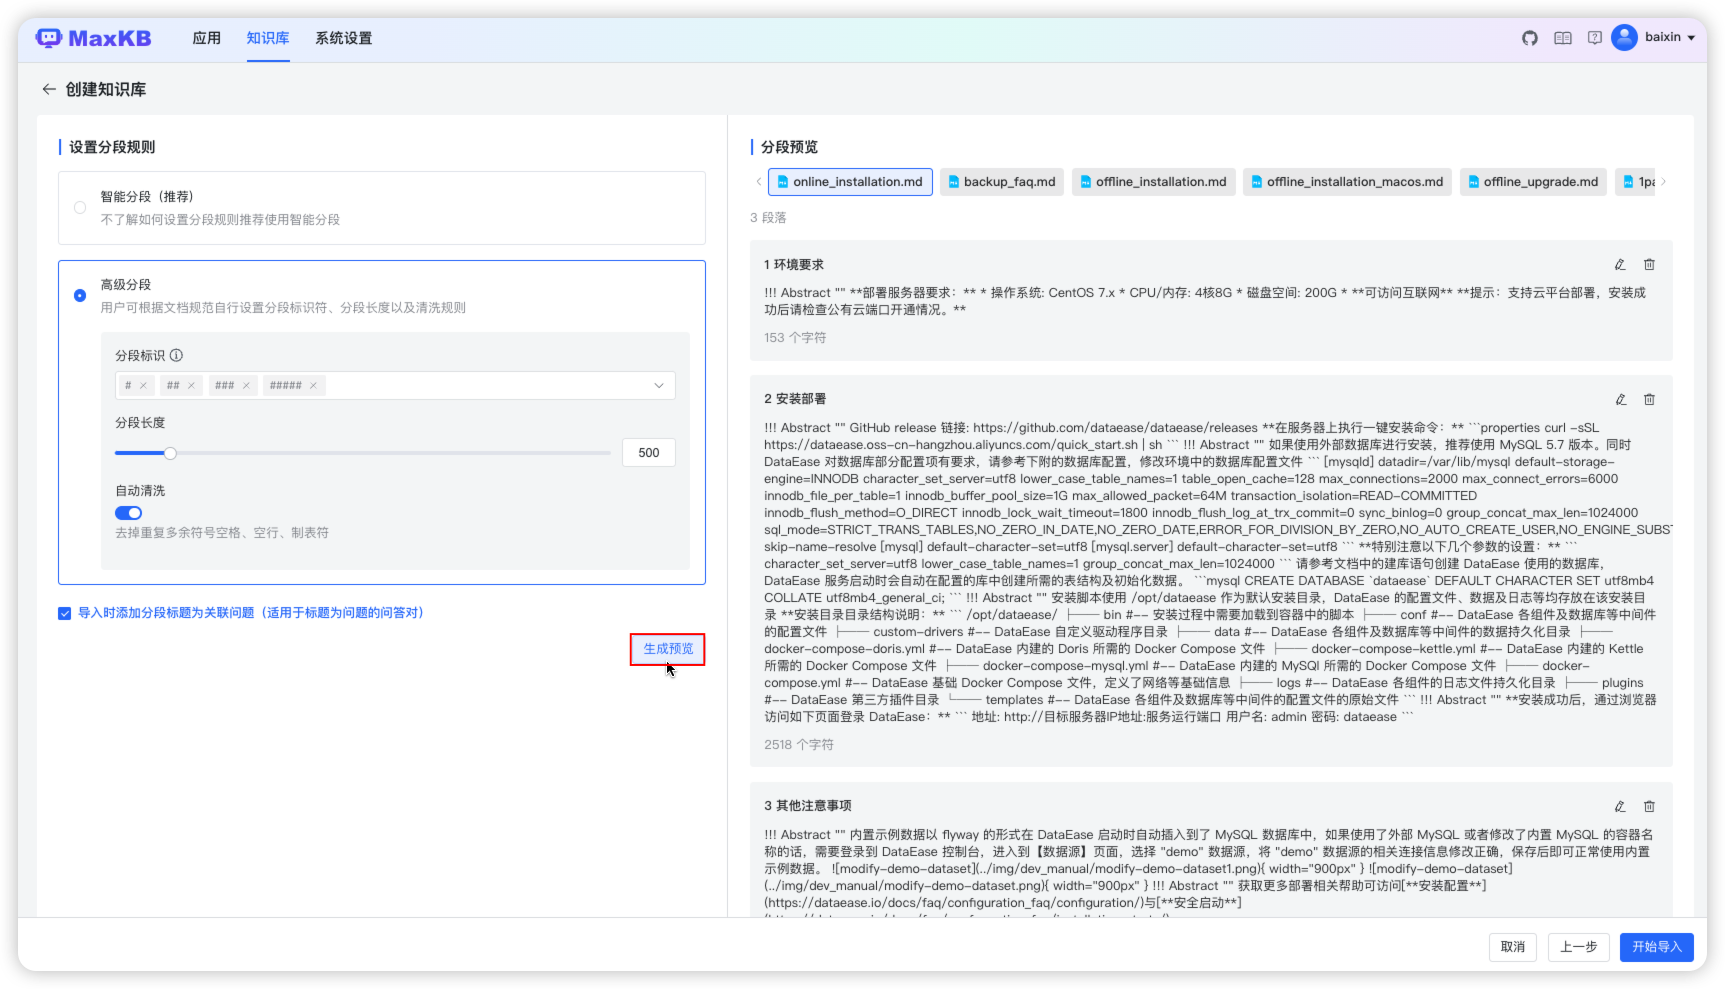 MaxKB
应用
知识库
系统设置
baixin
创建知识库
设置分段规则
智能分段（推荐）
不了解如何设置分段规则推荐使用智能分段
高级分段
用户可根据文档规范自行设置分段标识符、分段长度以及清洗规则
分段标识
# × ## × ### × ##### ×
分段长度
500
自动清洗
去掉重复多余符号空格、空行、制表符
导入时添加分段标题为关联问题（适用于标题为问题的问答对）
生成预览
分段预览
online_installation.md
backup_faq.md
offline_installation.md
offline_installation_macos.md
offline_upgrade.md
1pa
3 段落
1 环境要求
!!! Abstract "" **部署服务器要求：** * 操作系统: CentOS 7.x * CPU/内存: 4核8G * 磁盘空间: 200G * **可访问互联网** **提示：支持云平台部署，安装成
功后请检查公有云端口开通情况。**
153 个字符
2 安装部署
!!! Abstract "" GitHub release 链接: https://github.com/dataease/dataease/releases **在服务器上执行一键安装命令：** ```properties curl -sSL
https://dataease.oss-cn-hangzhou.aliyuncs.com/quick_start.sh | sh ``` !!! Abstract "" 如果使用外部数据库进行安装，推荐使用 MySQL 5.7 版本。同时
DataEase 对数据库部分配置项有要求，请参考下附的数据库配置，修改环境中的数据库配置文件 ``` [mysqld] datadir=/var/lib/mysql default-storage-
engine=INNODB character_set_server=utf8 lower_case_table_names=1 table_open_cache=128 max_connections=2000 max_connect_errors=6000
innodb_file_per_table=1 innodb_buffer_pool_size=1G max_allowed_packet=64M transaction_isolation=READ-COMMITTED
innodb_flush_method=O_DIRECT innodb_lock_wait_timeout=1800 innodb_flush_log_at_trx_commit=0 sync_binlog=0 group_concat_max_len=1024000
sql_mode=STRICT_TRANS_TABLES,NO_ZERO_IN_DATE,NO_ZERO_DATE,ERROR_FOR_DIVISION_BY_ZERO,NO_AUTO_CREATE_USER,NO_ENGINE_SUBST
skip-name-resolve [mysql] default-character-set=utf8 [mysql.server] default-character-set=utf8 ``` **特别注意以下几个参数的设置：** ```
character_set_server=utf8 lower_case_table_names=1 group_concat_max_len=1024000 ``` 请参考文档中的建库语句创建 DataEase 使用的数据库，
DataEase 服务启动时会自动在配置的库中创建所需的表结构及初始化数据。 ```mysql CREATE DATABASE `dataease` DEFAULT CHARACTER SET utf8mb4
COLLATE utf8mb4_general_ci; ``` !!! Abstract "" 安装脚本使用 /opt/dataease 作为默认安装目录，DataEase 的配置文件、数据及日志等均存放在该安装目
录 **安装目录目录结构说明：** ``` /opt/dataease/ ├── bin #-- 安装过程中需要加载到容器中的脚本 ├── conf #-- DataEase 各组件及数据库等中间件
的配置文件 ├── custom-drivers #-- DataEase 自定义驱动程序目录 ├── data #-- DataEase 各组件及数据库等中间件的数据持久化目录 ├──
docker-compose-doris.yml #-- DataEase 内建的 Doris 所需的 Docker Compose 文件 ├── docker-compose-kettle.yml #-- DataEase 内建的 Kettle
所需的 Docker Compose 文件 ├── docker-compose-mysql.yml #-- DataEase 内建的 MySQl 所需的 Docker Compose 文件 ├── docker-
compose.yml #-- DataEase 基础 Docker Compose 文件，定义了网络等基础信息 ├── logs #-- DataEase 各组件的日志文件持久化目录 ├── plugins
#-- DataEase 第三方插件目录 └── templates #-- DataEase 各组件及数据库等中间件的配置文件的原始文件 ``` !!! Abstract "" **安装成功后，通过浏览器
访问如下页面登录 DataEase：** ``` 地址: http://目标服务器IP地址:服务运行端口 用户名: admin 密码: dataease ```
2518 个字符
3 其他注意事项
!!! Abstract "" 内置示例数据以 flyway 的形式在 DataEase 启动时自动插入到了 MySQL 数据库中，如果使用了外部 MySQL 或者修改了内置 MySQL 的容器名
称的话，需要登录到 DataEase 控制台，进入到【数据源】页面，选择 "demo" 数据源，将 "demo" 数据源的相关连接信息修改正确，保存后即可正常使用内置
示例数据。 ![modify-demo-dataset](../img/dev_manual/modify-demo-dataset1.png){ width="900px" } ![modify-demo-dataset]
(../img/dev_manual/modify-demo-dataset.png){ width="900px" } !!! Abstract "" 获取更多部署相关帮助可访问[**安装配置**]
(https://dataease.io/docs/faq/configuration_faq/configuration/)与[**安全启动**]
取消
上一步
开始导入